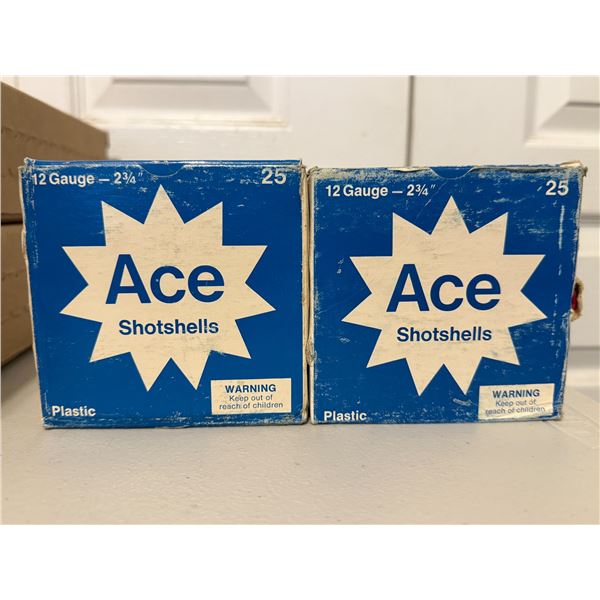 12 Gauge — 2¾″ 25
Ace
Shotshells
WARNING
Keep out of
reach of children
Plastic
12 Gauge — 2¾″ 25
Ace
Shotshells
WARNING
Keep out of
reach of children
Plastic